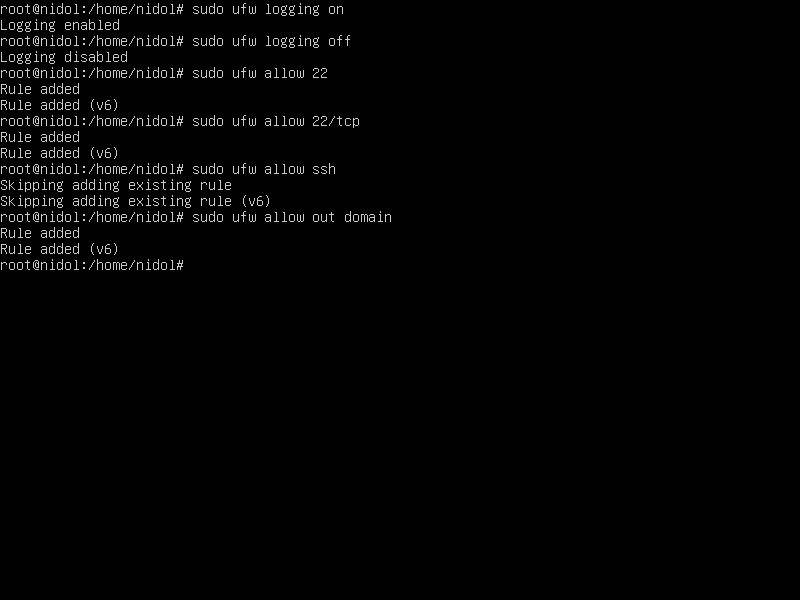 root@nidol:/home/nidol# sudo ufw logging on
Logging enabled
root@nidol:/home/nidol# sudo ufw logging off
Logging disabled
root@nidol:/home/nidol# sudo ufw allow 22
Rule added
Rule added (v6)
root@nidol:/home/nidol# sudo ufw allow 22/tcp
Rule added
Rule added (v6)
root@nidol:/home/nidol# sudo ufw allow ssh
Skipping adding existing rule
Skipping adding existing rule (v6)
root@nidol:/home/nidol# sudo ufw allow out domain
Rule added
Rule added (v6)
root@nidol:/home/nidol#